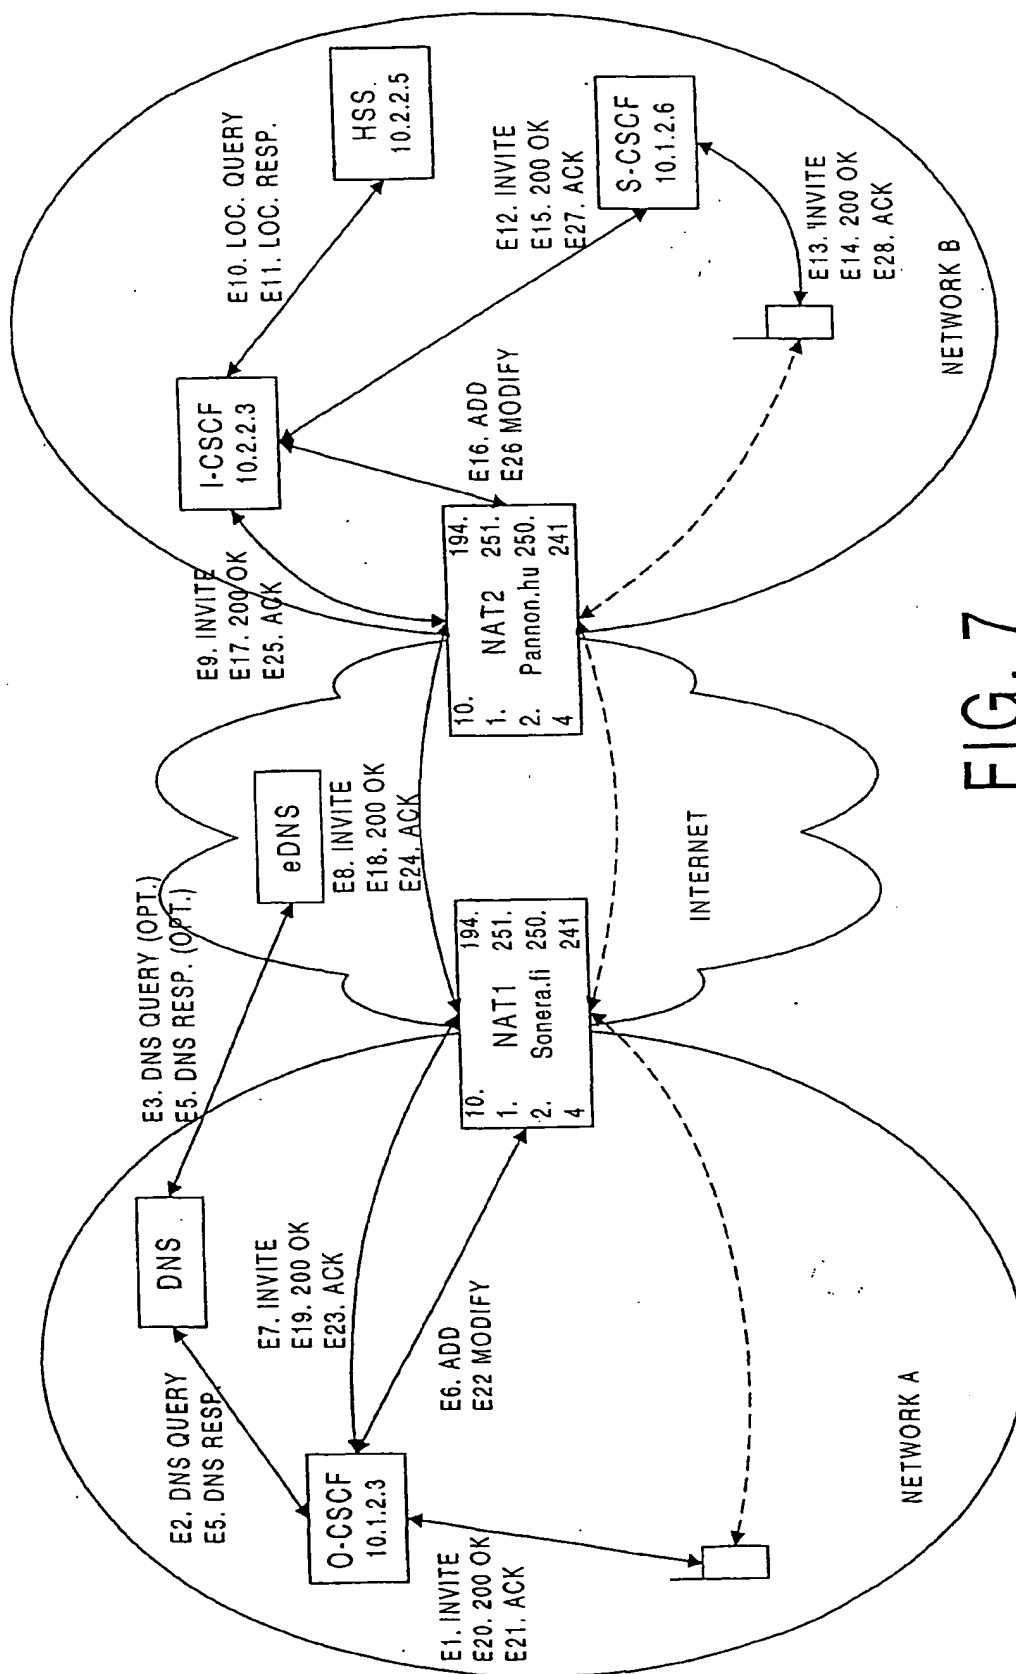 E2. DNS QUERY
E5. DNS RESP.
E3. DNS QUERY (OPT.)
E5. DNS RESP. (OPT.)
DNS
eDNS
E9. INVITE
E17. 200 OK
E25. ACK
I-CSCF
10.2.2.3
E10. LOC. QUERY
E11. LOC. RESP.
HSS
10.2.2.5
O-CSCF
10.1.2.3
E7. INVITE
E19. 200 OK
E23. ACK
E8. INVITE
E18. 200 OK
E24. ACK
E6. ADD
E22 MODIFY
E16. ADD
E26 MODIFY
E12. INVITE
E15. 200 OK
E27. ACK
S-CSCF
10.1.2.6
E1. INVITE
E20. 200 OK
E21. ACK
10. 194.
1. NAT1 251.
2. Sonera.fi 250.
4 241
10. 194.
1. NAT2 251.
2. Pannon.hu 250.
4 241
E13. INVITE
E14. 200 OK
E28. ACK
INTERNET
NETWORK A
NETWORK B
FIG. 7